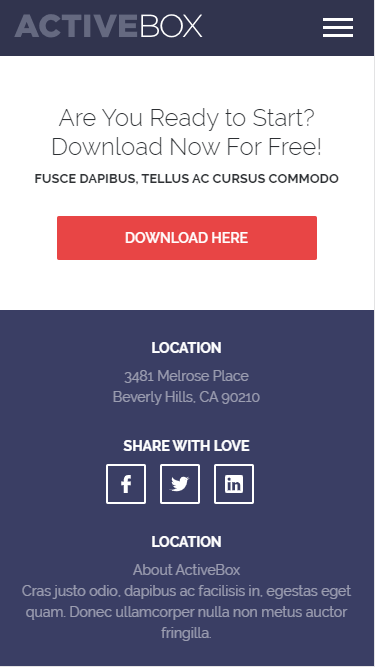 ACTIVEBOX
Are You Ready to Start?
Download Now For Free!
FUSCE DAPIBUS, TELLUS AC CURSUS COMMODO
DOWNLOAD HERE
LOCATION
3481 Melrose Place
Beverly Hills, CA 90210
SHARE WITH LOVE
f
in
LOCATION
About ActiveBox
Cras justo odio, dapibus ac facilisis in, egestas eget
quam. Donec ullamcorper nulla non metus auctor
fringilla.